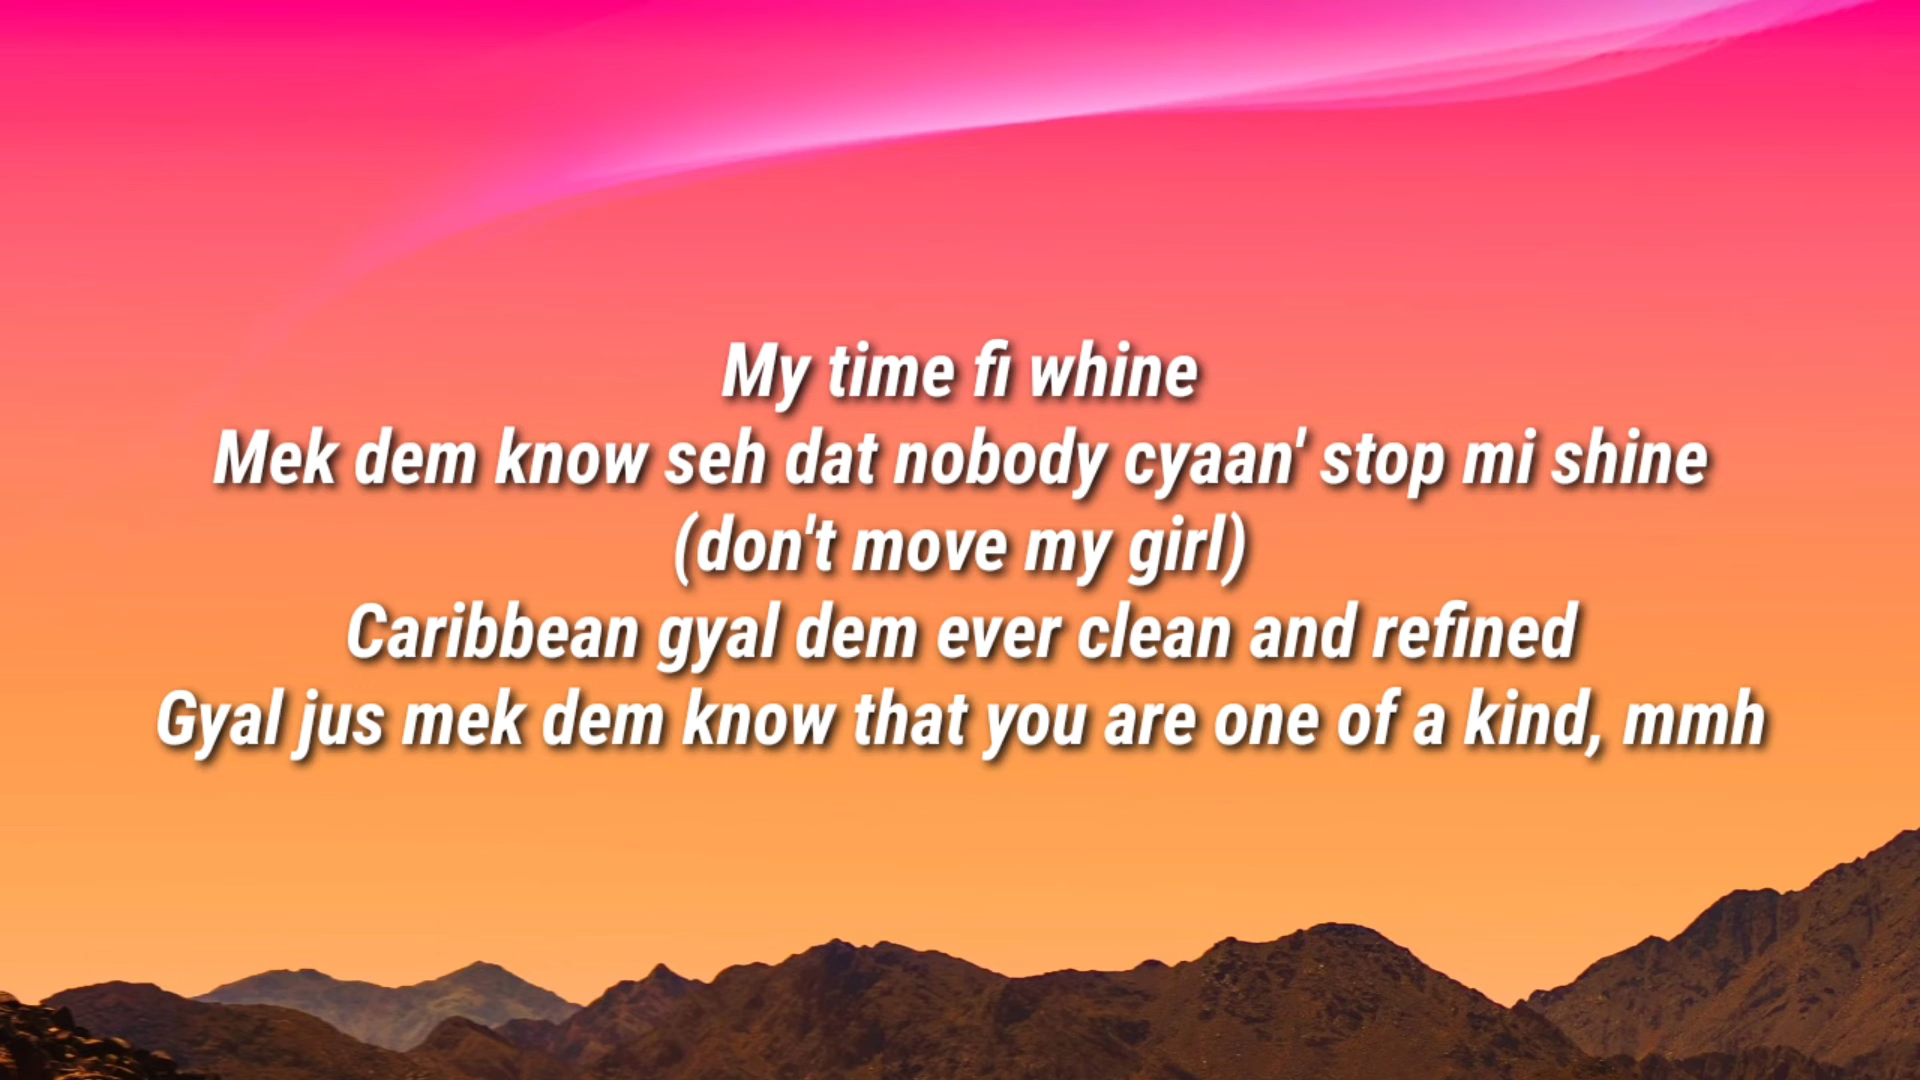 My time fi whine
Mek dem know seh dat nobody cyaan' stop mi shine
(don't move my girl)
Caribbean gyal dem ever clean and refined
Gyal jus mek dem know that you are one of a kind, mmh